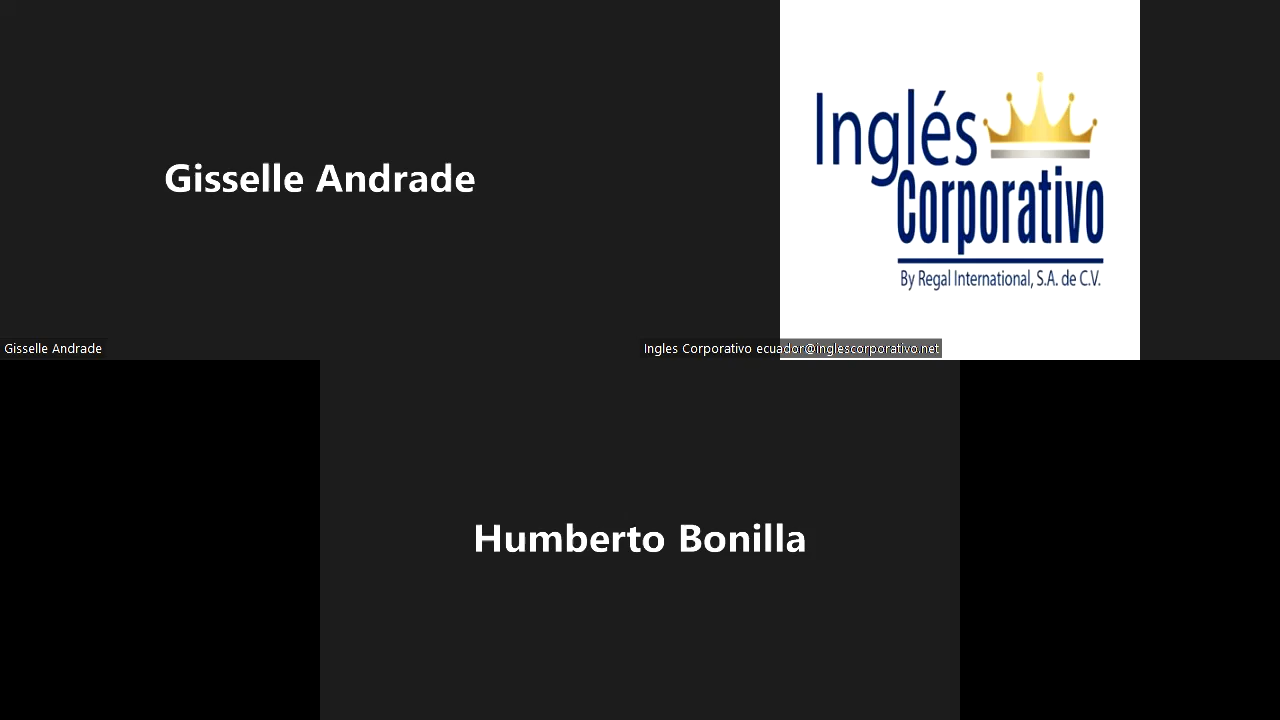 Gisselle Andrade
Inglés
Corporativo
By Regal International, S.A. de C.V.
Gisselle Andrade
Ingles Corporativo ecuador@inglescorporativo.net
Humberto Bonilla